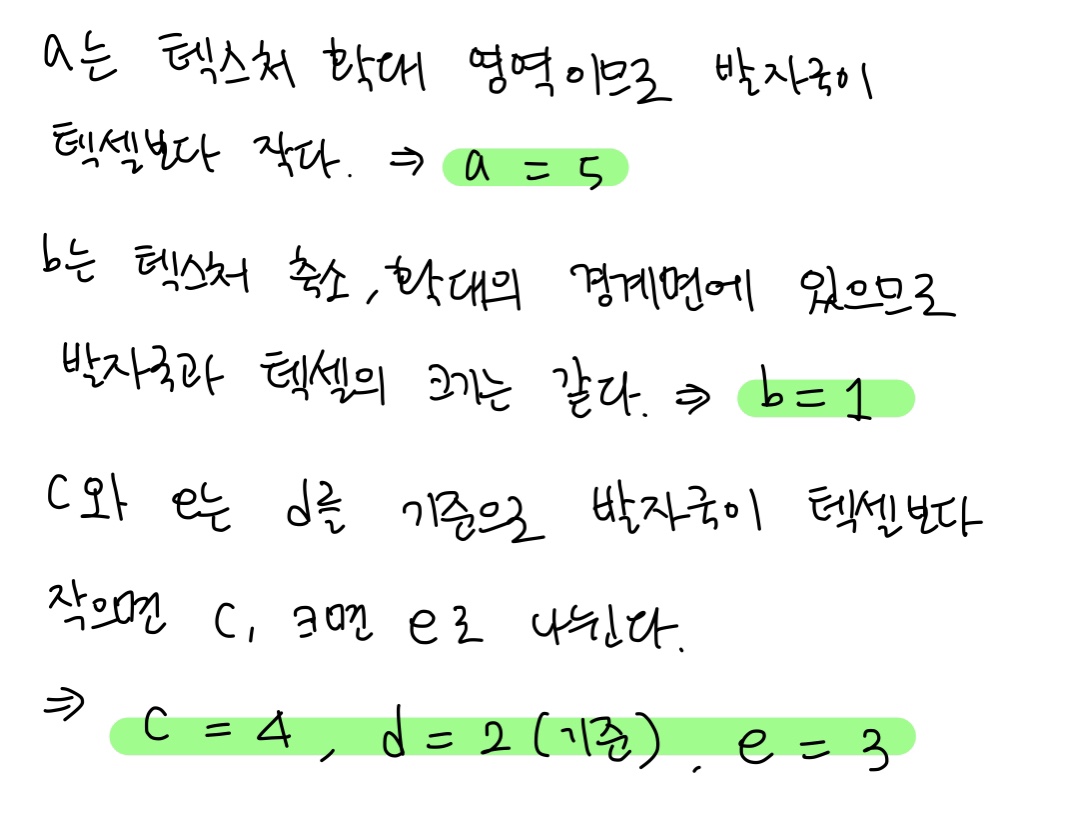 a는 텍스처 확대 영역이므로 발자국이
텍셀보다 작다. ⇒ a = 5
b는 텍스처 축소, 확대의 경계면에 있으므로
발자국과 텍셀의 크기는 같다. ⇒ b = 1
C와 e는 d를 기준으로 발자국이 텍셀보다
작으면 C, 크면 e로 나뉜다.
⇒ C = 4, d = 2 (기준), e = 3